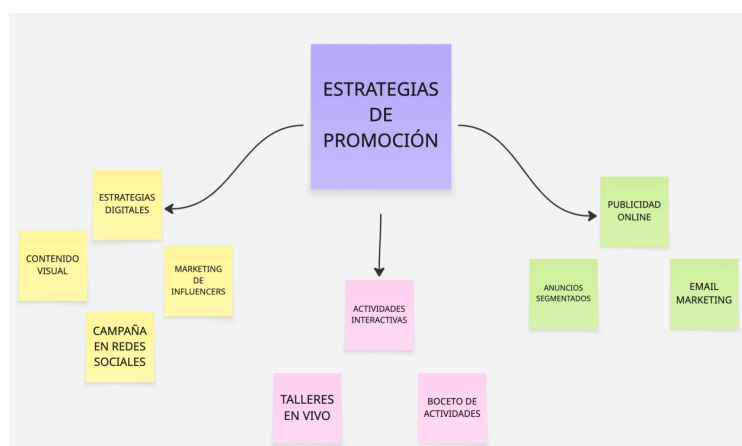 ESTRATEGIAS
DE
PROMOCIÓN
ESTRATEGIAS
DIGITALES
CONTENIDO
VISUAL
MARKETING
DE
INFLUENCERS
CAMPAÑA
EN REDES
SOCIALES
ACTIVIDADES
INTERACTIVAS
TALLERES
EN VIVO
BOCETO DE
ACTIVIDADES
PUBLICIDAD
ONLINE
ANUNCIOS
SEGMENTADOS
EMAIL
MARKETING